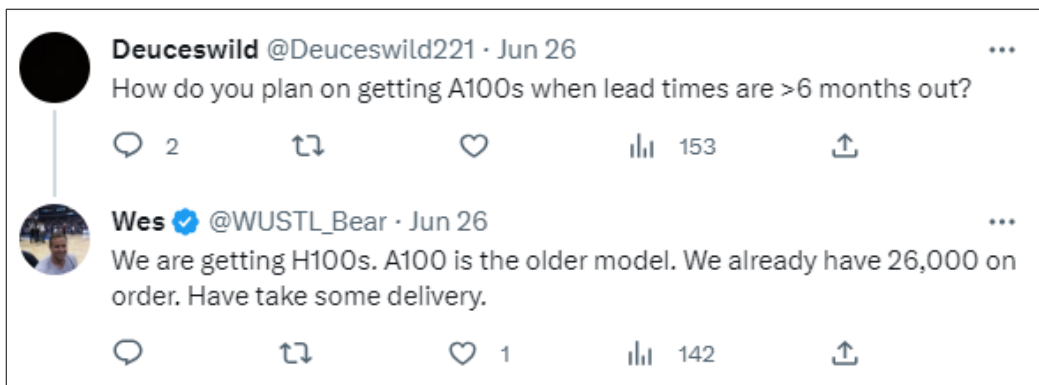 Deuceswild @Deuceswild221 · Jun 26
How do you plan on getting A100s when lead times are >6 months out?
2 153
Wes @WUSTL_Bear · Jun 26
We are getting H100s. A100 is the older model. We already have 26,000 on
order. Have take some delivery.
1 142